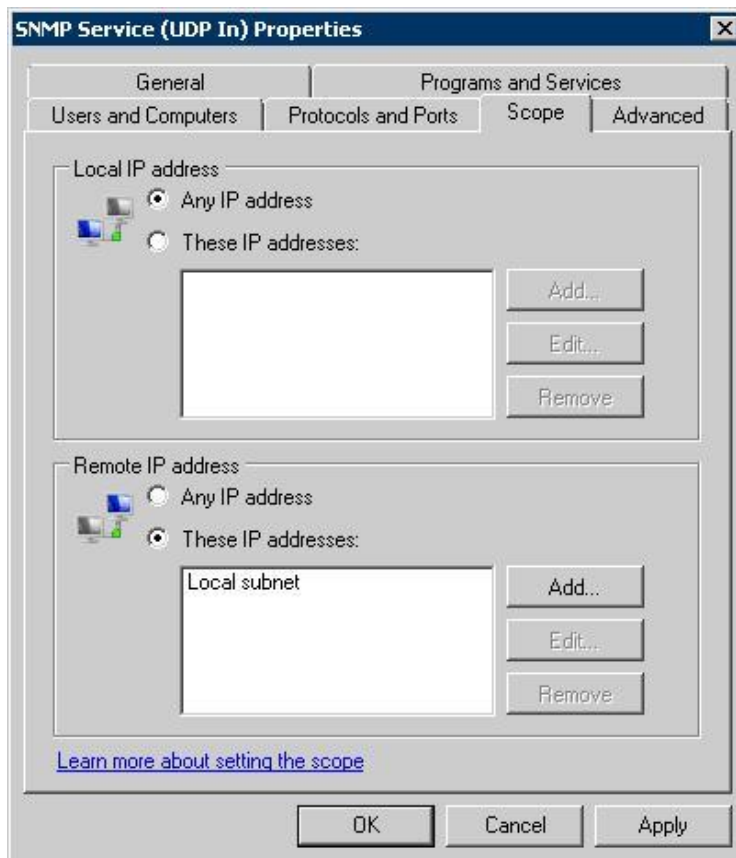 SNMP Service (UDP In) Properties
General
Programs and Services
Users and Computers
Protocols and Ports
Scope
Advanced
Local IP address
Any IP address
These IP addresses:
Add...
Edit...
Remove
Remote IP address
Any IP address
These IP addresses:
Local subnet
Add...
Edit...
Remove
Learn more about setting the scope
OK
Cancel
Apply